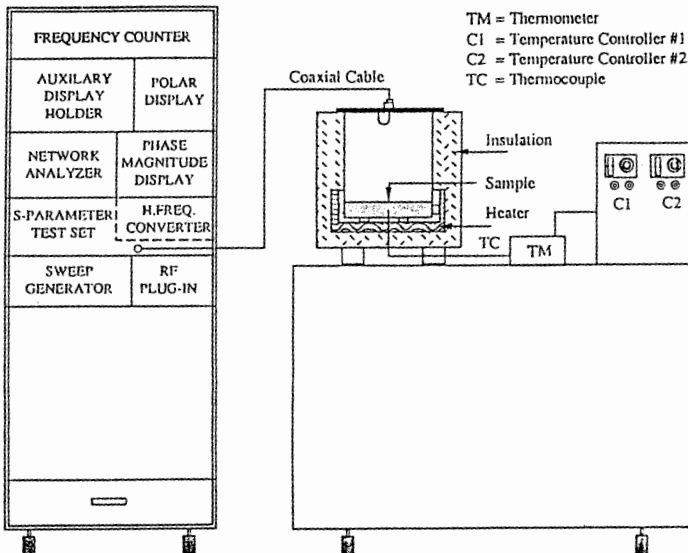 FREQUENCY COUNTER
AUXILARY
DISPLAY
HOLDER
POLAR
DISPLAY
NETWORK
ANALYZER
PHASE
MAGNITUDE
DISPLAY
S-PARAMETER
TEST SET
H.FREQ.
CONVERTER
SWEEP
GENERATOR
RF
PLUG-IN
Coaxial Cable
TM = Thermometer
C1 = Temperature Controller #1
C2 = Temperature Controller #2
TC = Thermocouple
Insulation
Sample
Heater
TC
TM
C1
C2